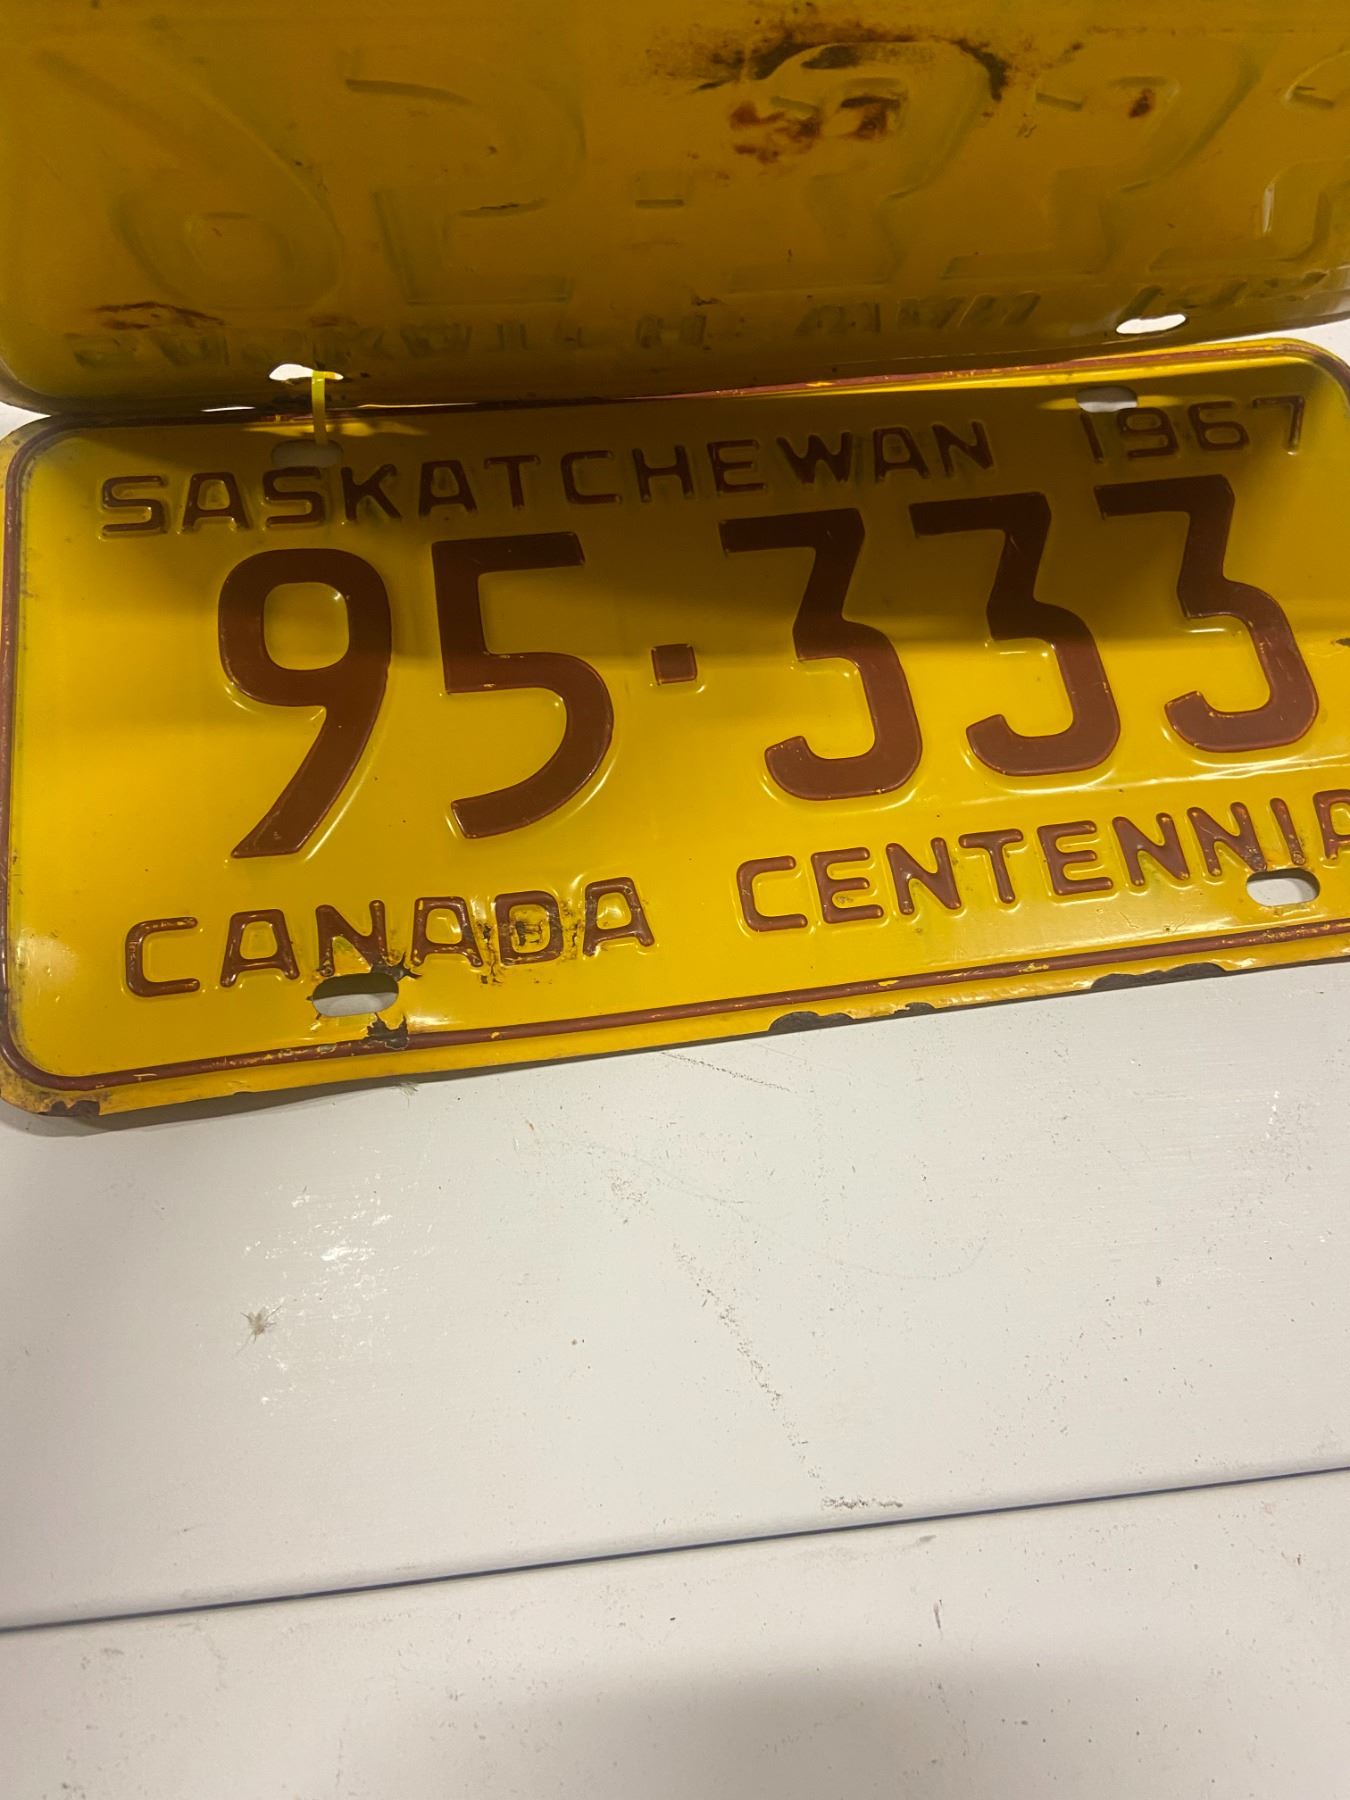 SASKATCHEWAN 1967
95·333
CANADA CENTENNIA